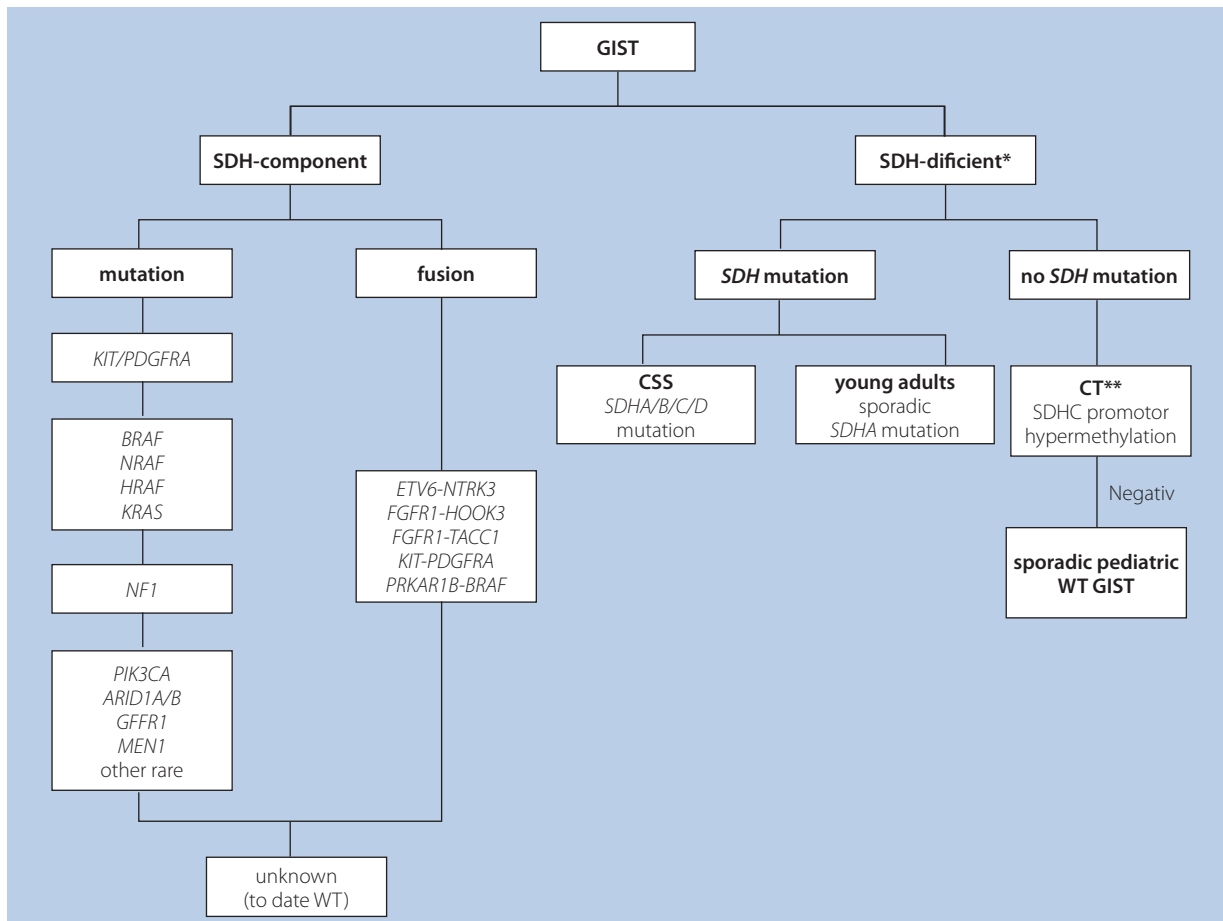 GIST
SDH-component
SDH-dificient*
mutation
fusion
SDH mutation
no SDH mutation
KIT/PDGFRA
BRAF
NRAF
HRAF
KRAS
NF1
PIK3CA
ARID1A/B
GFFR1
MEN1
other rare
ETV6-NTRK3
FGFR1-HOOK3
FGFR1-TACC1
KIT-PDGFRA
PRKAR1B-BRAF
unknown
(to date WT)
CSS
SDHA/B/C/D
mutation
young adults
sporadic
SDHA mutation
CT**
SDHC promotor
hypermethylation
Negativ
sporadic pediatric
WT GIST